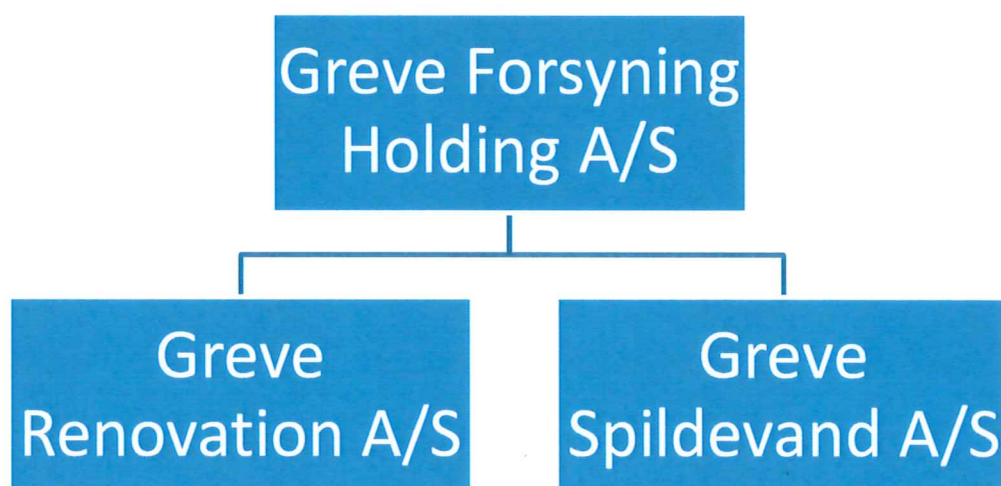 Greve Forsyning
Holding A/S
Greve
Renovation A/S
Greve
Spildevand A/S